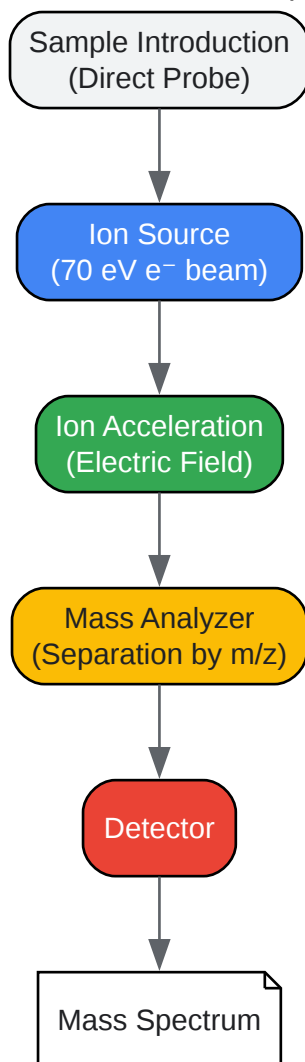 Sample Introduction
(Direct Probe)
Ion Source
(70 eV e⁻ beam)
Ion Acceleration
(Electric Field)
Mass Analyzer
(Separation by m/z)
Detector
Mass Spectrum